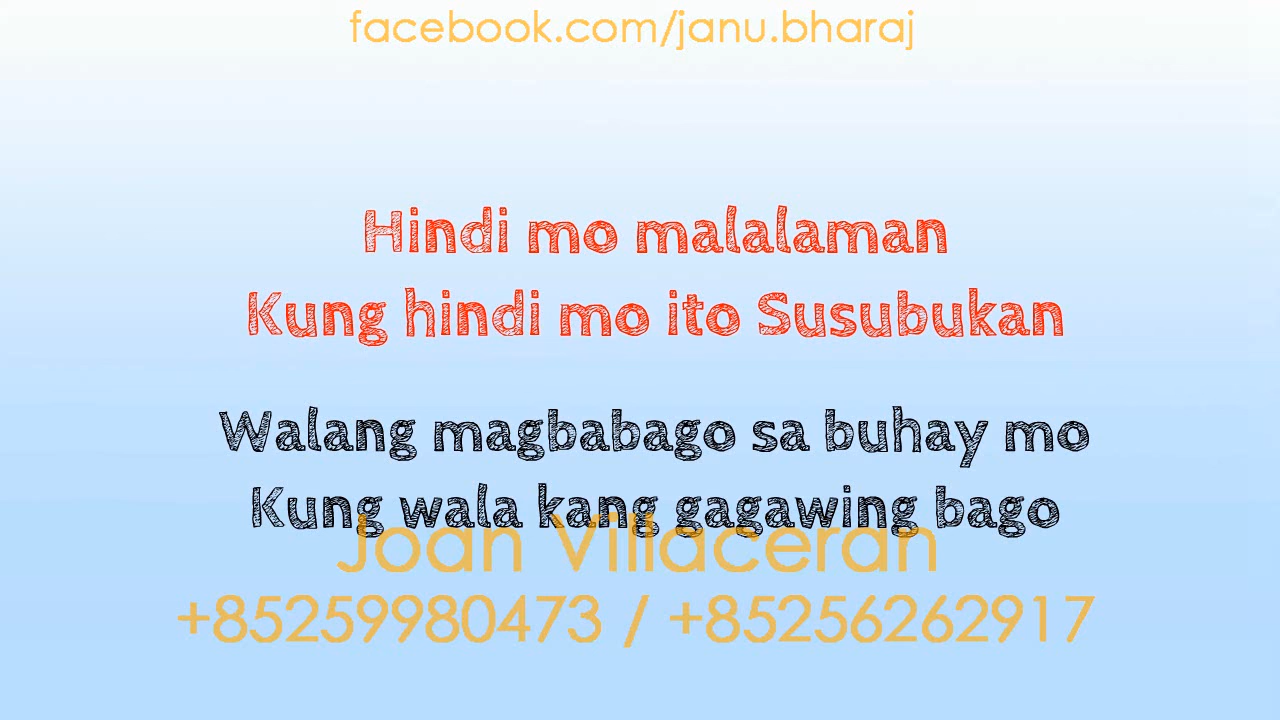 facebook.com/janu.bharaj
Hindi mo malalaman
Kung hindi mo ito Susubukan
Walang magbabago sa buhay mo
Kung wala kang gagawing bago
Joan Villaceran
+85259980473 / +85256262917